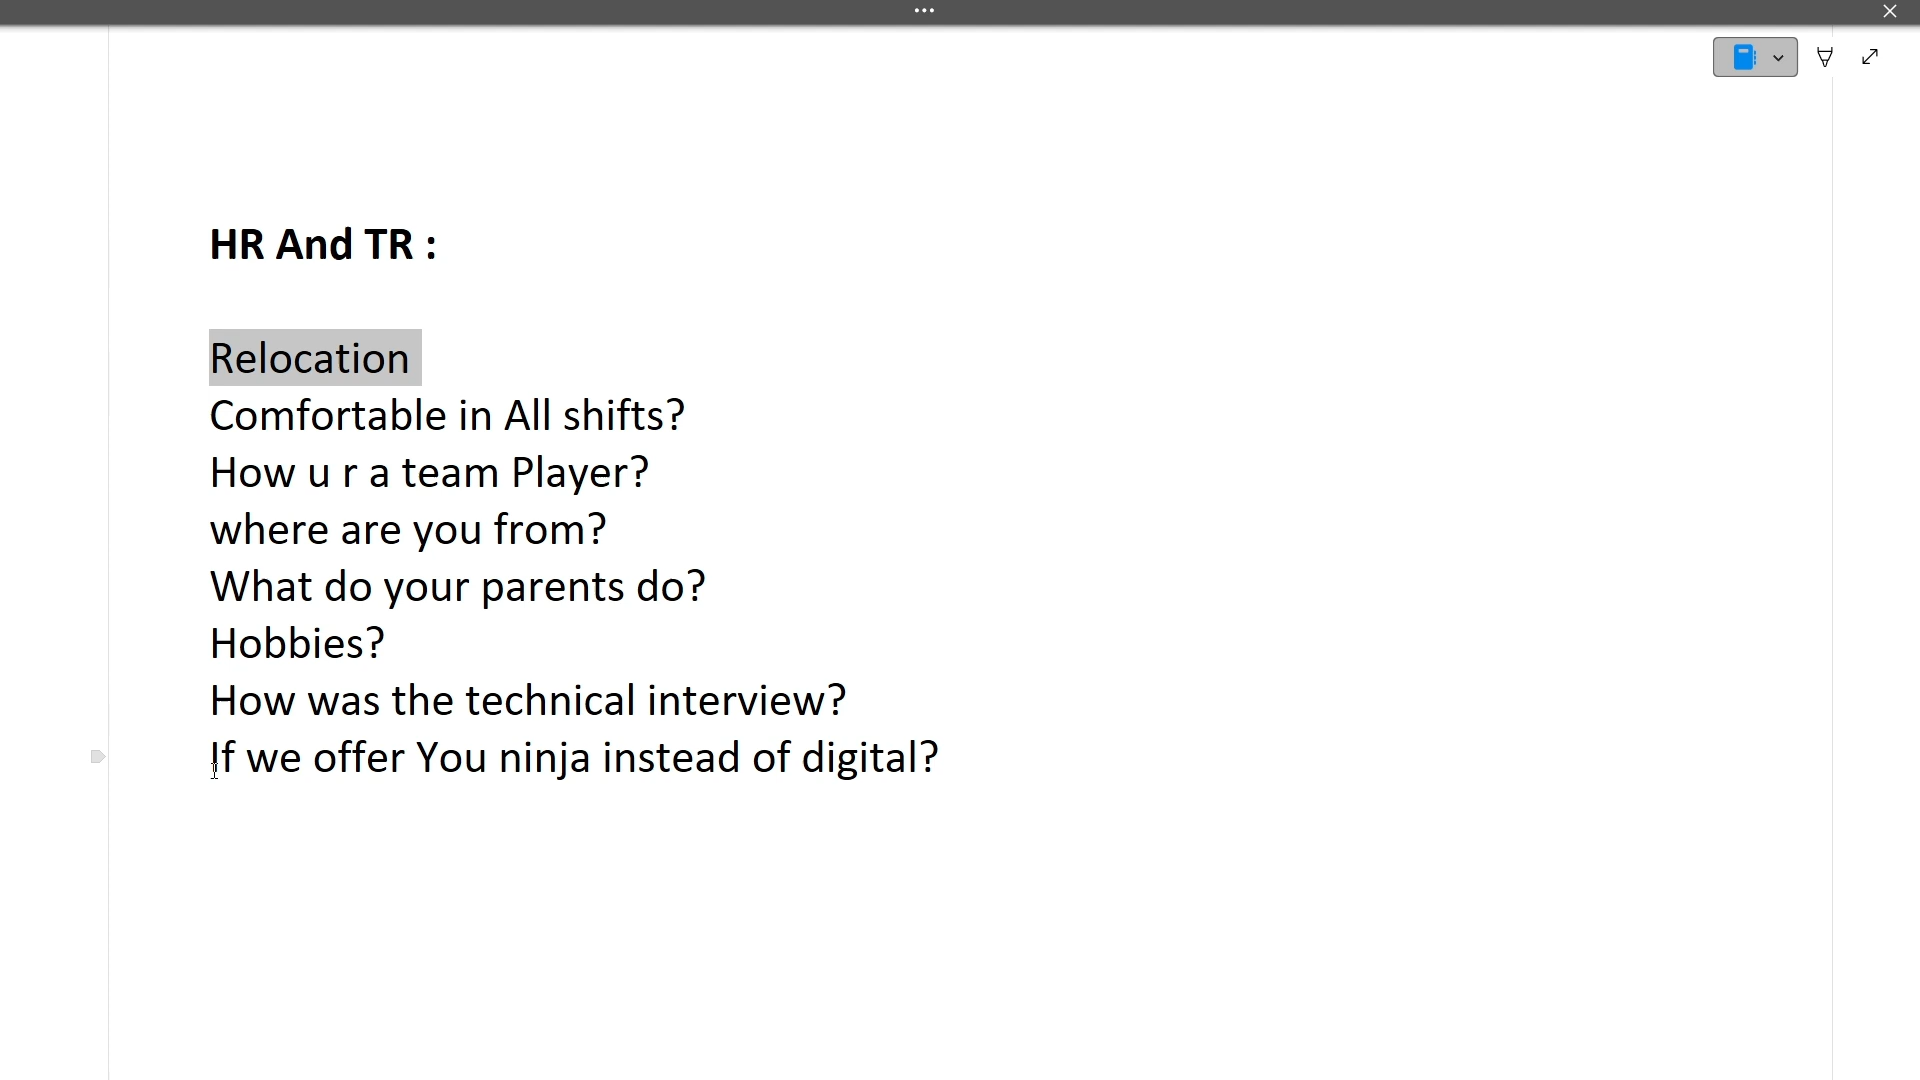 HR And TR :
Relocation
Comfortable in All shifts?
How u r a team Player?
where are you from?
What do your parents do?
Hobbies?
How was the technical interview?
If we offer You ninja instead of digital?